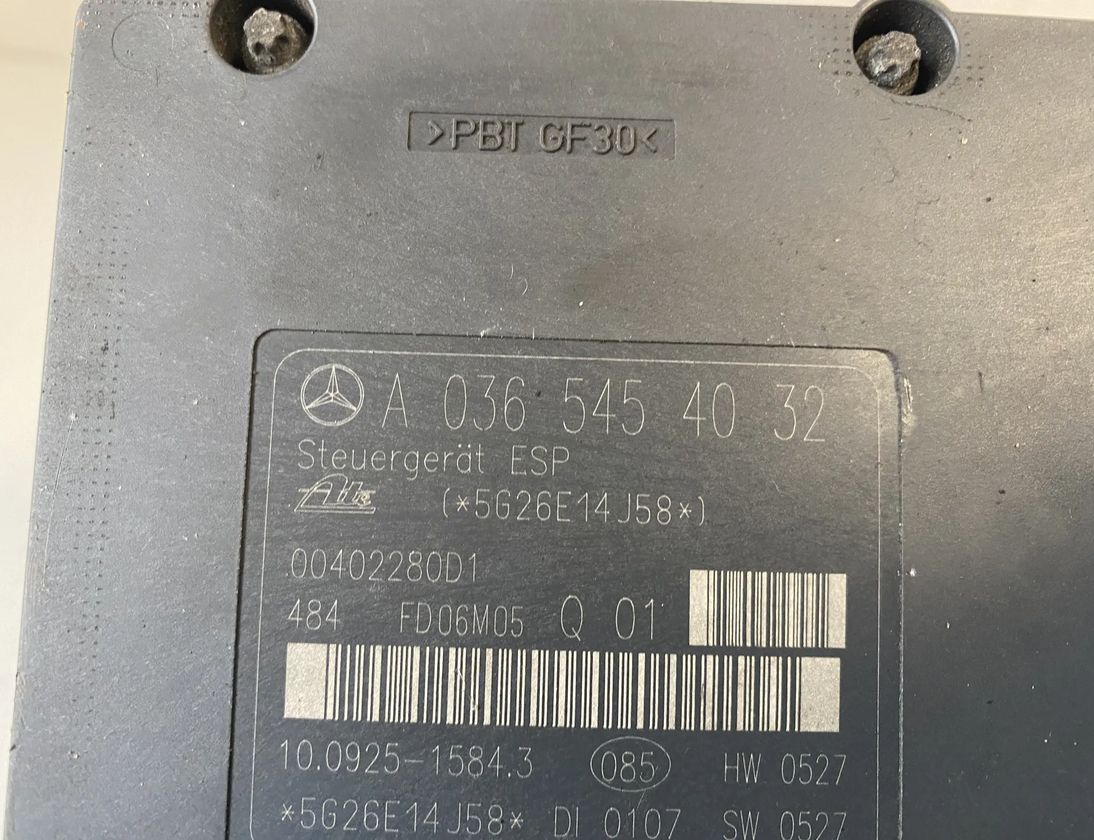 >PBT GF30<
A 036 545 40 32
Steuergerät ESP
Ate (*5G26E14J58*)
00402280D1
484 FD06M05 Q 01
10.0925-1584.3 085 HW 0527
*5G26E14J58* DI 0107 SW 0527